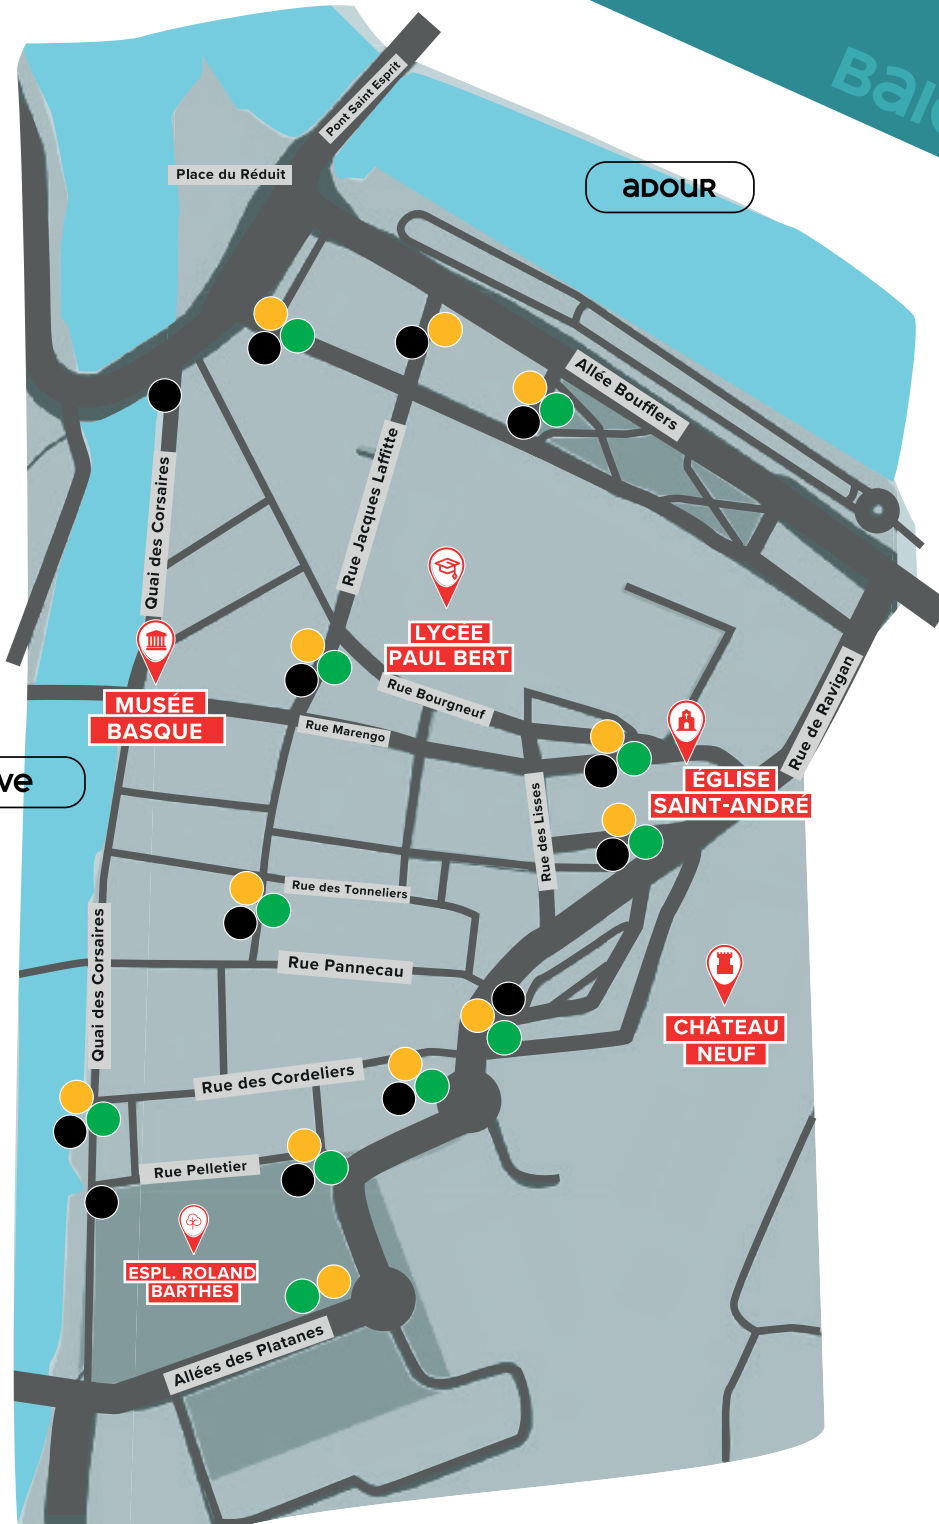 Pont Saint Esprit
Place du Réduit
aDOUR
Allée Boufflers
Rue Jacques Laffitte
Quai des Corsaires
LYCÉE
PAUL BERT
MUSÉE
BASQUE
Rue Bourgneuf
Rue Marengo
Rue de Ravigan
ÉGLISE
SAINT-ANDRÉ
Rue des Lisses
Rue des Tonneliers
Rue Pannecau
Quai des Corsaires
CHÂTEAU
NEUF
Rue des Cordeliers
Rue Pelletier
ESPL. ROLAND
BARTHES
Allées des Platanes